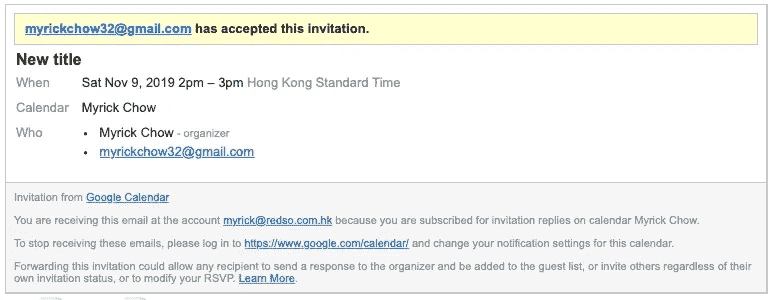 myrickchow32@gmail.com has accepted this invitation.
New title
When Sat Nov 9, 2019 2pm – 3pm Hong Kong Standard Time
Calendar Myrick Chow
Who • Myrick Chow - organizer
• myrickchow32@gmail.com
Invitation from Google Calendar
You are receiving this email at the account myrick@redso.com.hk because you are subscribed for invitation replies on calendar Myrick Chow.
To stop receiving these emails, please log in to https://www.google.com/calendar/ and change your notification settings for this calendar.
Forwarding this invitation could allow any recipient to send a response to the organizer and be added to the guest list, or invite others regardless of their
own invitation status, or to modify your RSVP. Learn More.